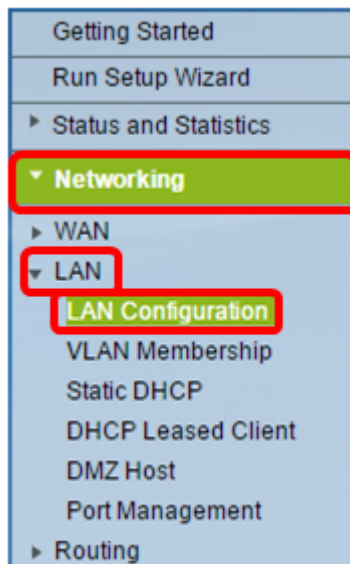 Getting Started
Run Setup Wizard
Status and Statistics
Networking
WAN
LAN
LAN Configuration
VLAN Membership
Static DHCP
DHCP Leased Client
DMZ Host
Port Management
Routing